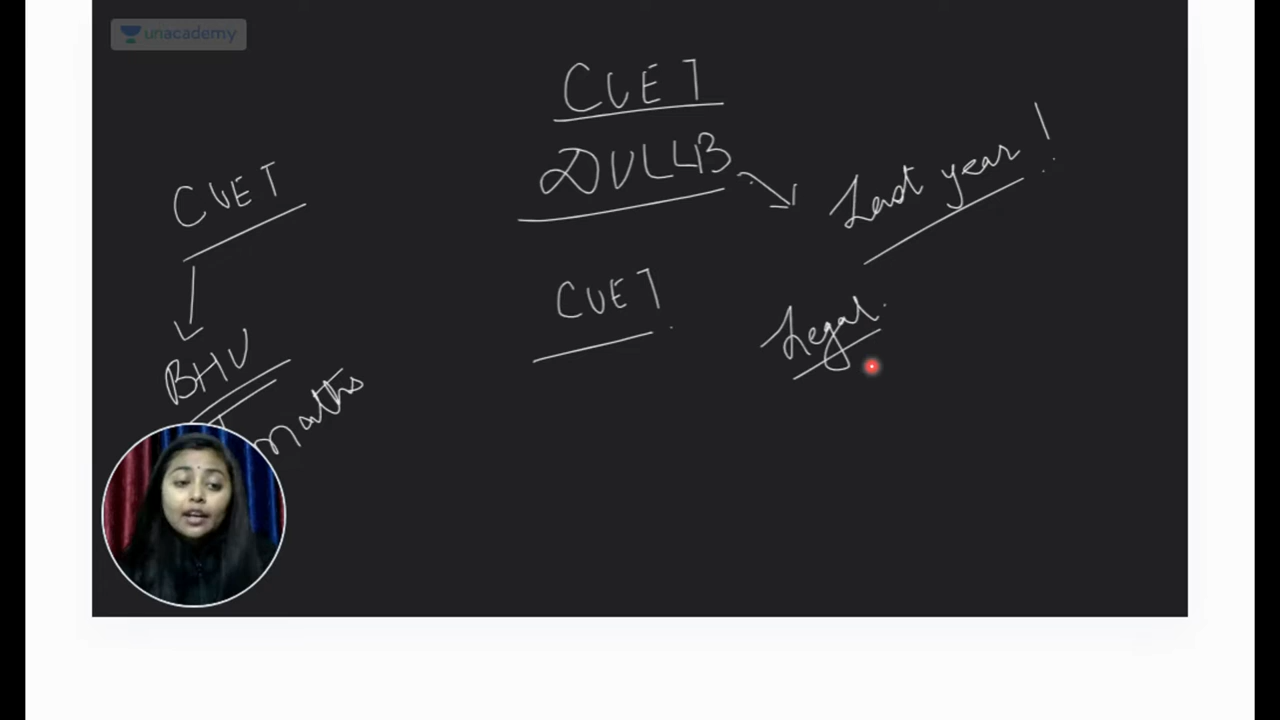 unacademy
CUET
DULLB
Last year!
CUET
BHU
Maths
CUET
Legal.